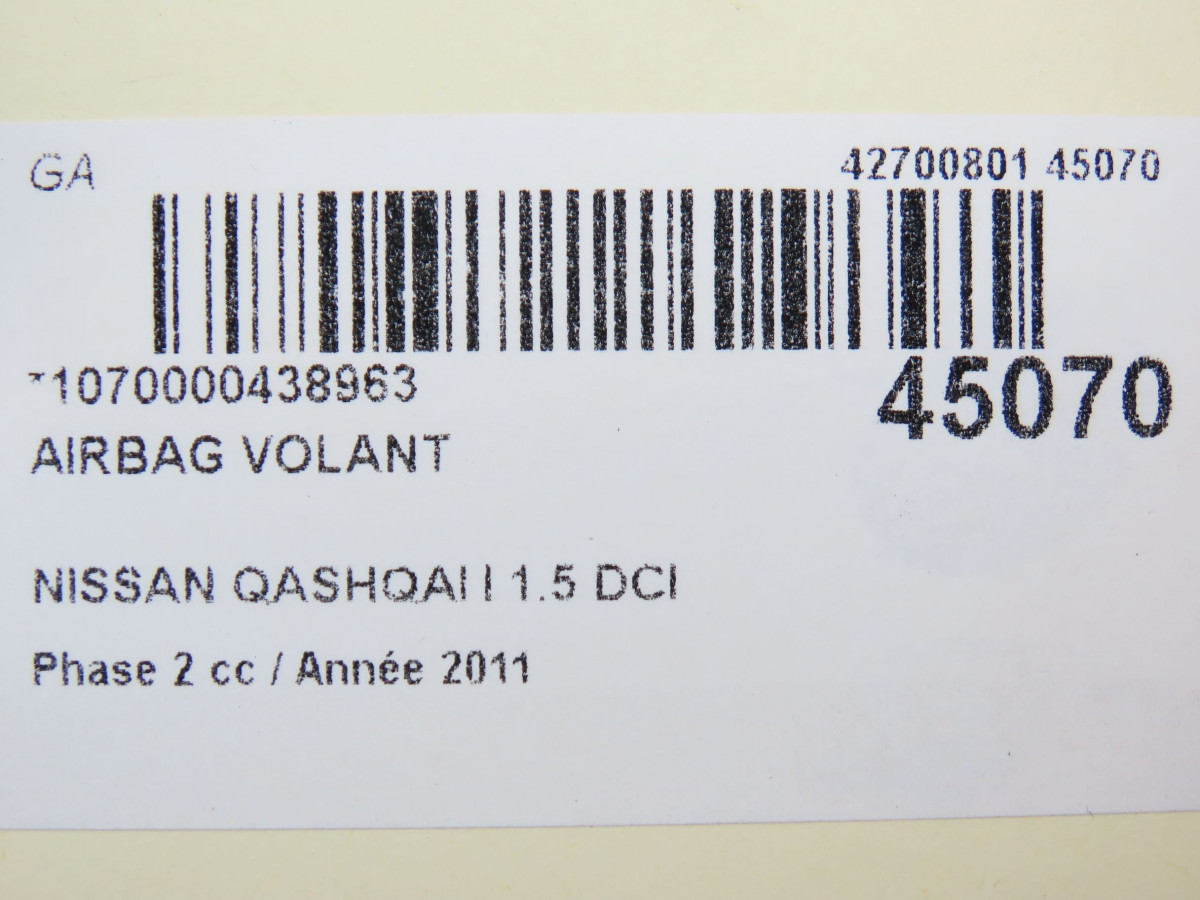 GA
42700801 45070
*1070000438963
45070
AIRBAG VOLANT
NISSAN QASHQAI I 1.5 DCI
Phase 2 cc / Année 2011